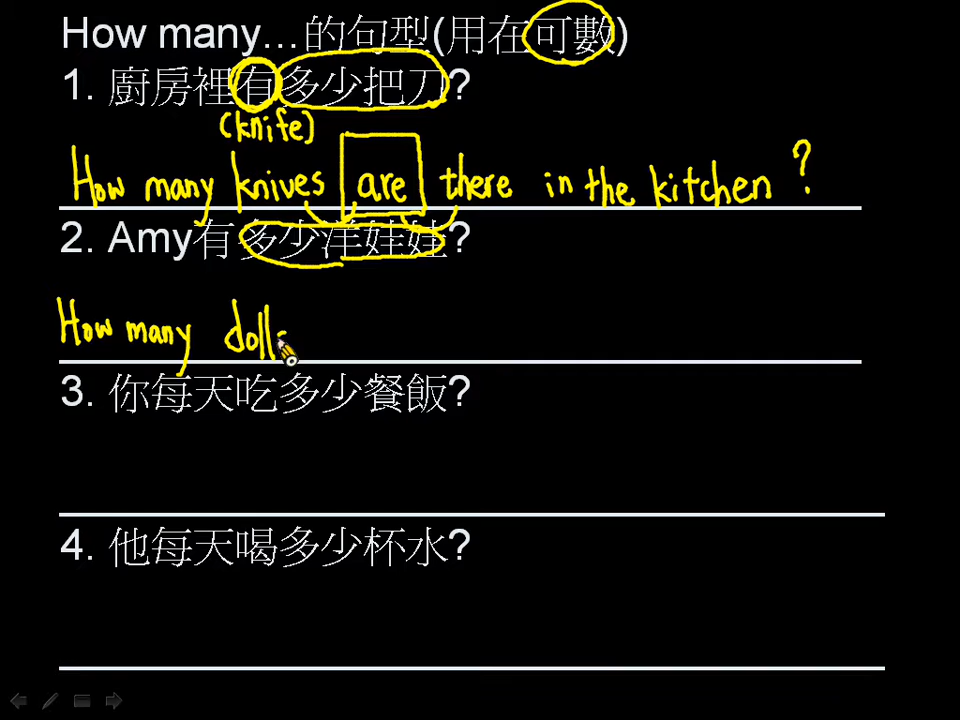 How many…的句型(用在可數)
1. 廚房裡有多少把刀?
(knife)
How many knives are there in the kitchen ?
2. Amy有多少洋娃娃?
How many doll
3. 你每天吃多少餐飯?
4. 他每天喝多少杯水?